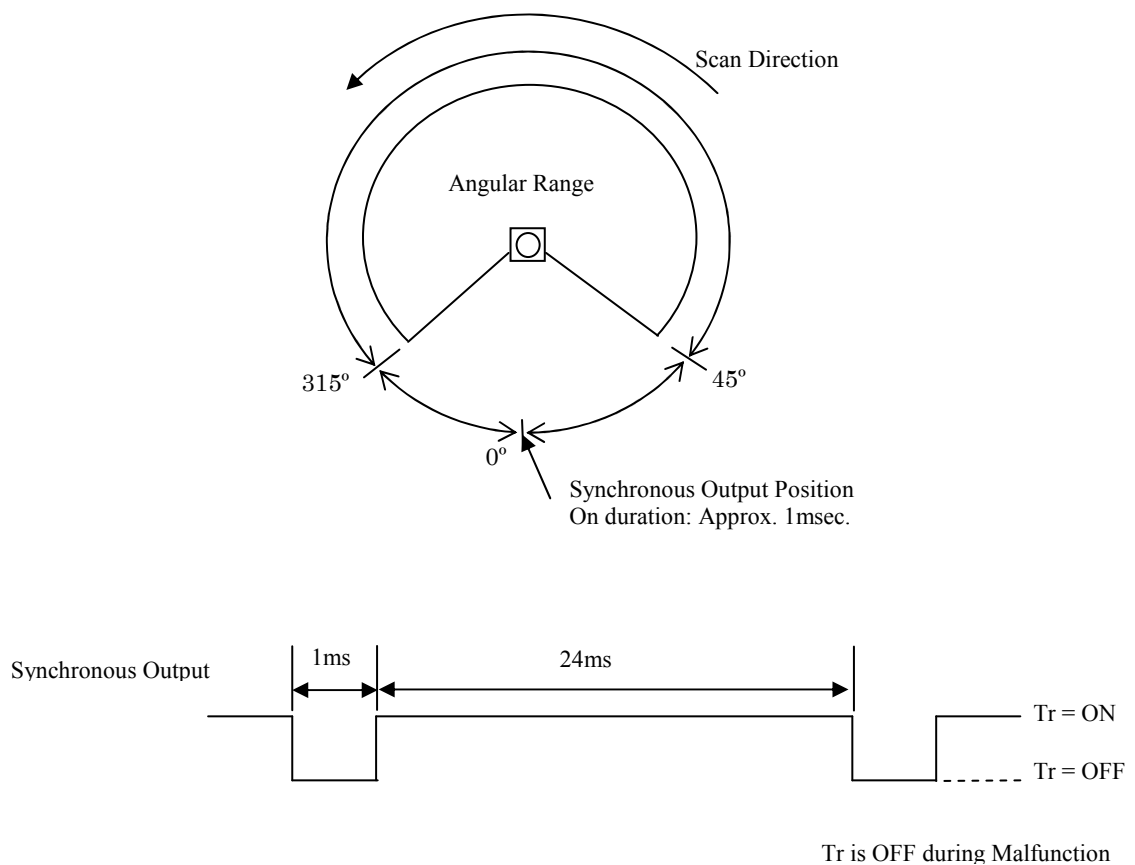 Scan Direction
Angular Range
315º
45º
0º
Synchronous Output Position
On duration: Approx. 1msec.
Synchronous Output
1ms
24ms
Tr = ON
Tr = OFF
Tr is OFF during Malfunction